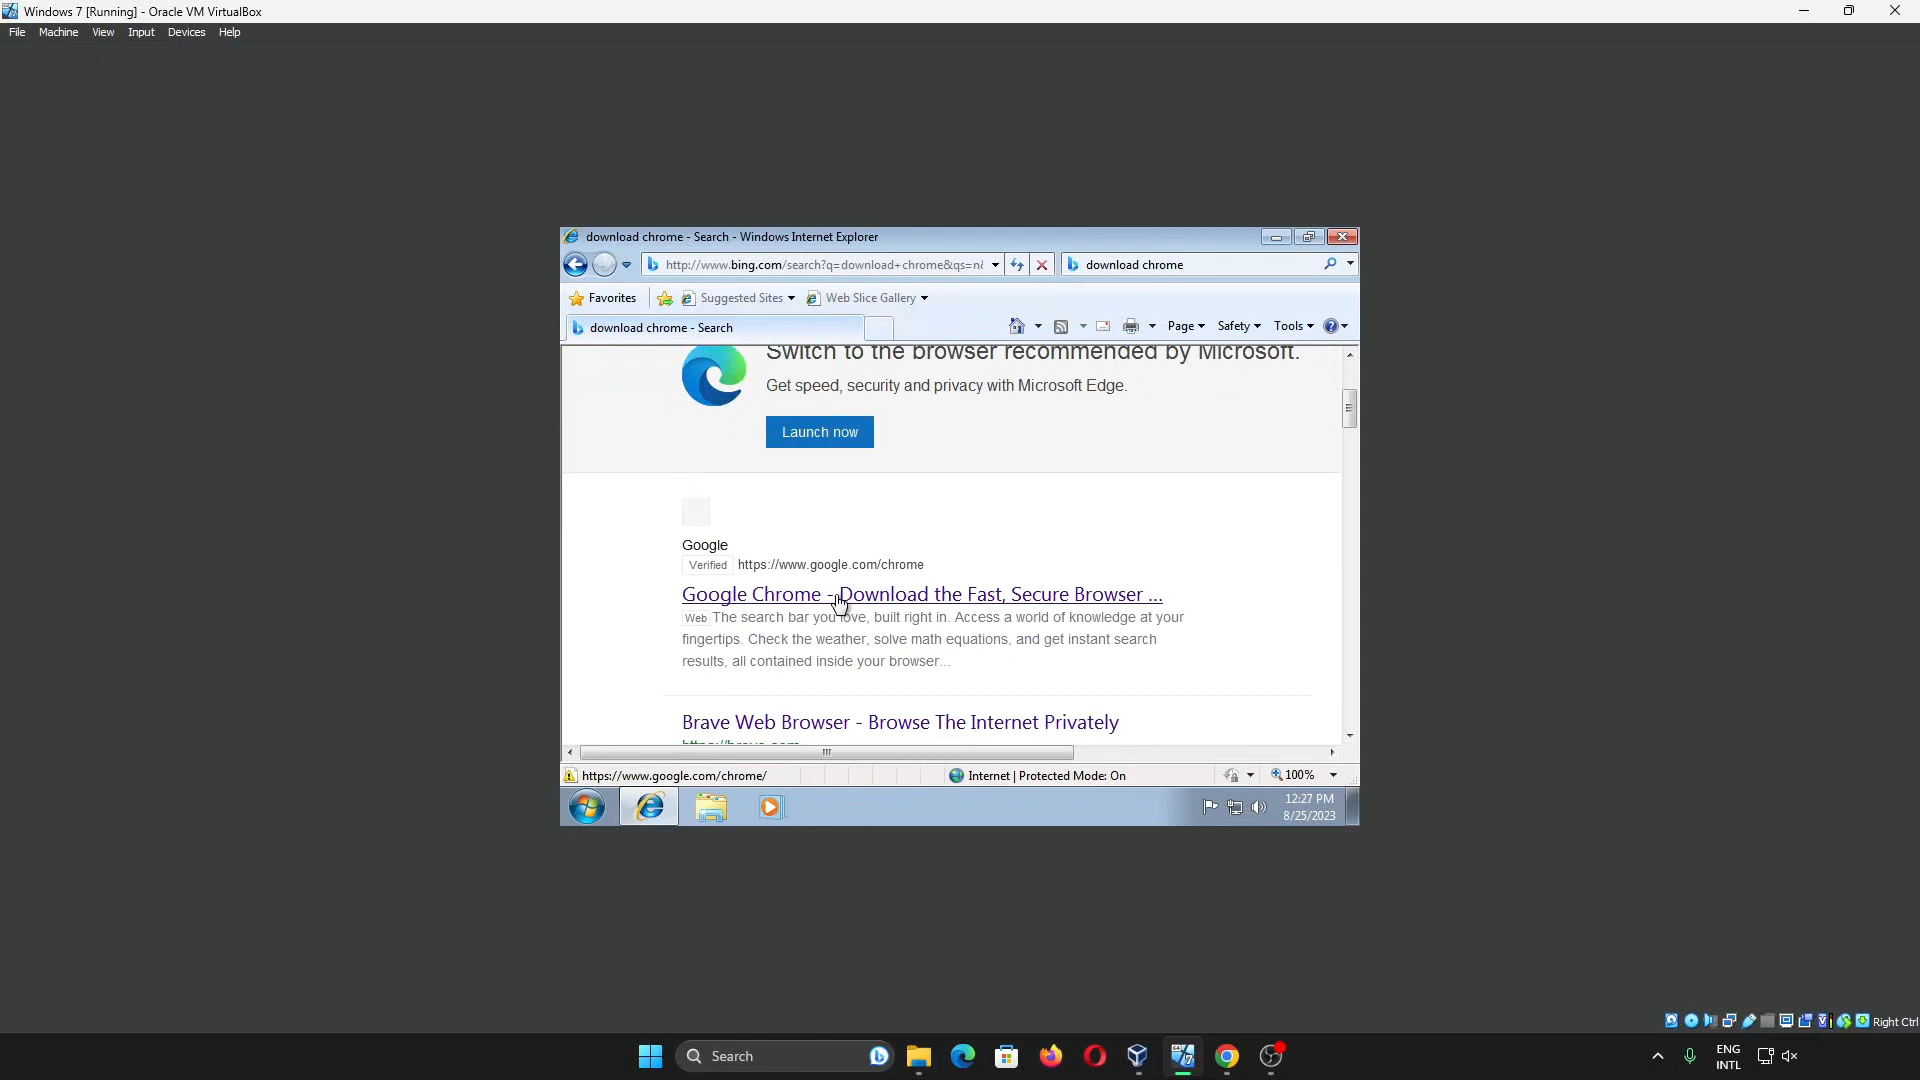 Windows 7 [Running] - Oracle VM VirtualBox
File Machine View Input Devices Help
download chrome - Search - Windows Internet Explorer
http://www.bing.com/search?q=download+chrome&qs=n&
download chrome
Favorites Suggested Sites Web Slice Gallery
download chrome - Search
Page Safety Tools
Switch to the browser recommended by Microsoft.
Get speed, security and privacy with Microsoft Edge.
Launch now
Google
Verified https://www.google.com/chrome
Google Chrome - Download the Fast, Secure Browser ...
Web The search bar you love, built right in. Access a world of knowledge at your
fingertips. Check the weather, solve math equations, and get instant search
results, all contained inside your browser...
Brave Web Browser - Browse The Internet Privately
https://brave.com
https://www.google.com/chrome/
Internet | Protected Mode: On
100%
12:27 PM
8/25/2023
Right Ctrl
Search
ENG
INTL